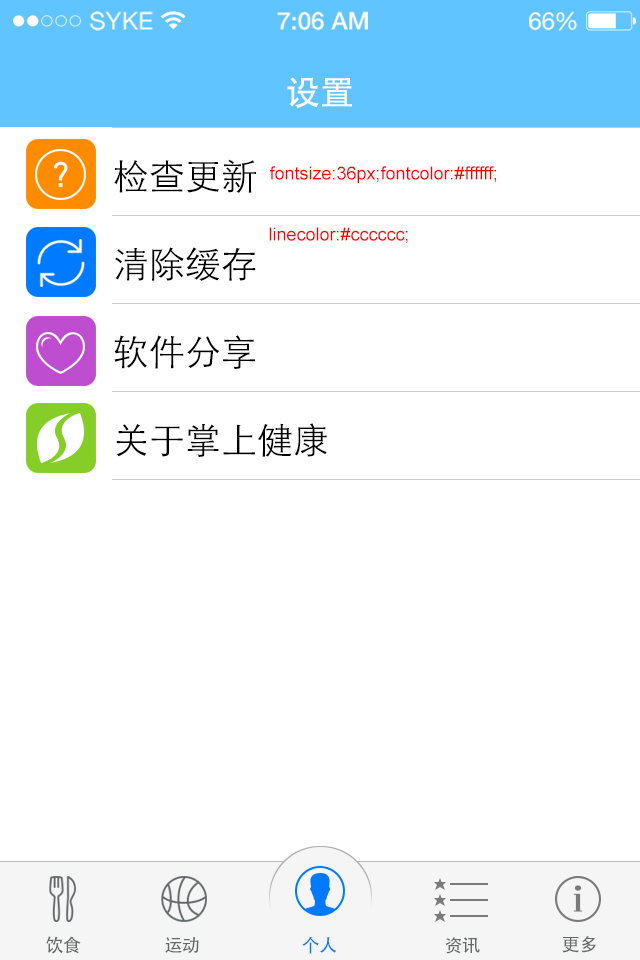 SYKE 7:06 AM 66%
设置
?
检查更新 fontsize:36px;fontcolor:#ffffff;
linecolor:#cccccc;
清除缓存
软件分享
关于掌上健康
i
饮食 运动 个人 资讯 更多